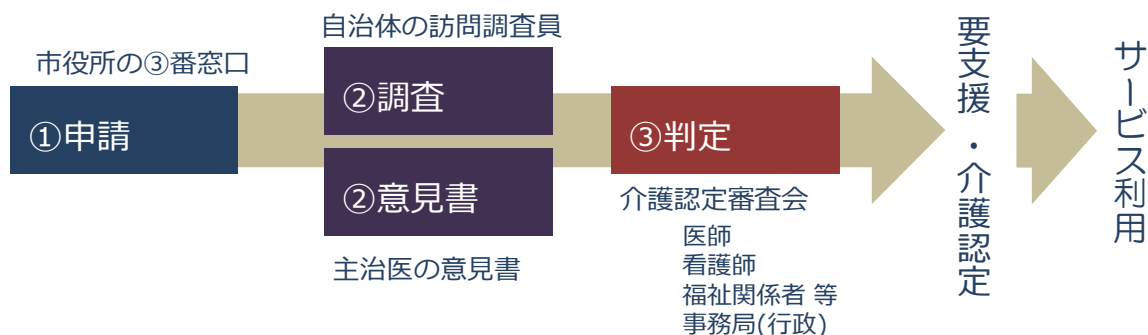 市役所の③番窓口
①申請
自治体の訪問調査員
②調査
②意見書
主治医の意見書
③判定
介護認定審査会
医師
看護師
福祉関係者 等
事務局(行政)
要支援・介護認定
サービス利用